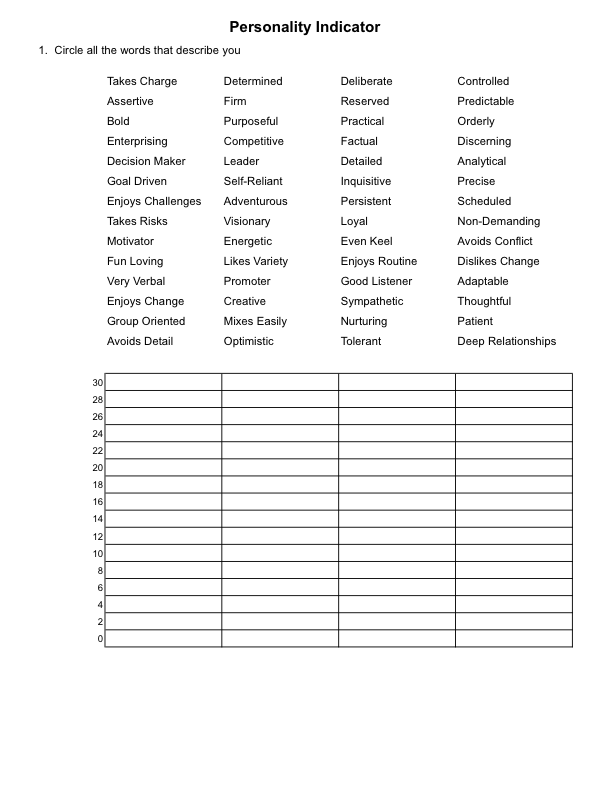 Personality Indicator
1. Circle all the words that describe you
Takes Charge Determined Deliberate Controlled
Assertive Firm Reserved Predictable
Bold Purposeful Practical Orderly
Enterprising Competitive Factual Discerning
Decision Maker Leader Detailed Analytical
Goal Driven Self-Reliant Inquisitive Precise
Enjoys Challenges Adventurous Persistent Scheduled
Takes Risks Visionary Loyal Non-Demanding
Motivator Energetic Even Keel Avoids Conflict
Fun Loving Likes Variety Enjoys Routine Dislikes Change
Very Verbal Promoter Good Listener Adaptable
Enjoys Change Creative Sympathetic Thoughtful
Group Oriented Mixes Easily Nurturing Patient
Avoids Detail Optimistic Tolerant Deep Relationships
30
28
26
24
22
20
18
16
14
12
10
8
6
4
2
0